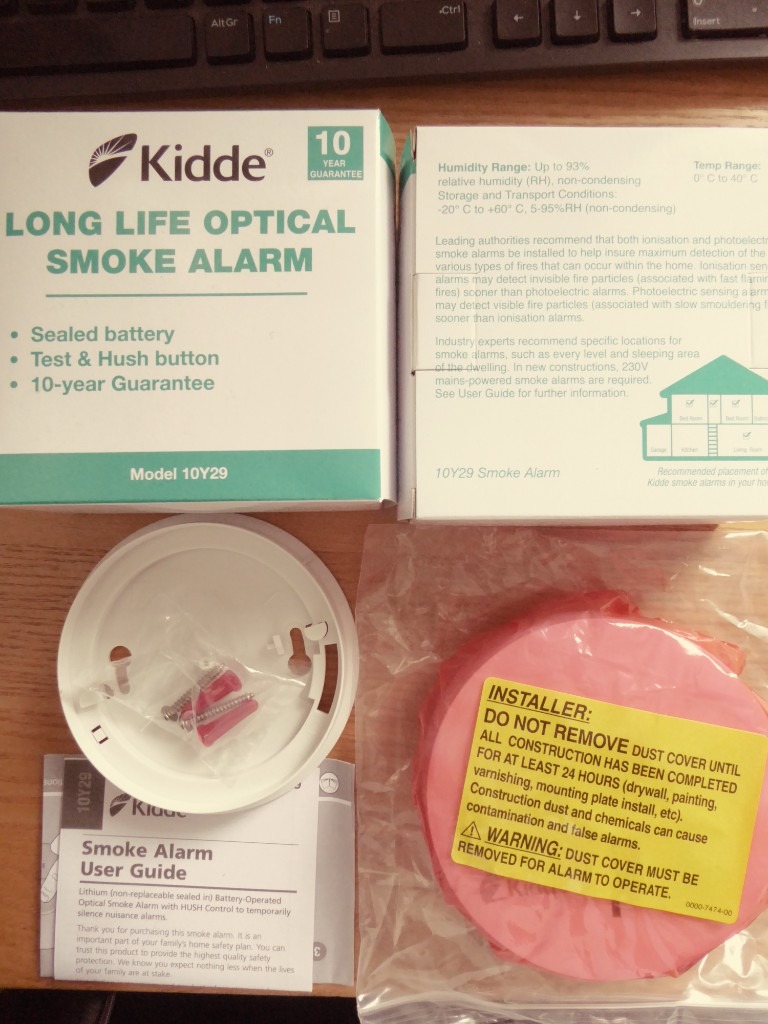 Alt Gr
Fn
Ctrl
Insert
0
Kidde®
10
YEAR
GUARANTEE
LONG LIFE OPTICAL
SMOKE ALARM
• Sealed battery
• Test & Hush button
• 10-year Guarantee
Model 10Y29
Humidity Range: Up to 93%
relative humidity (RH), non-condensing
Storage and Transport Conditions:
-20° C to +60° C, 5-95%RH (non-condensing)
Temp Range:
0° C to 40° C
Leading authorities recommend that both ionisation and
smoke alarms be installed to help insure maximum detection of the
various types of fires that can occur within the home. Ionisation
alarms may detect invisible fire particles (associated with fast
fires) sooner than photoelectric alarms. Photoelectric sensing
may detect visible fire particles (associated with slow smouldering
sooner than ionisation alarms.
Industry experts recommend specific locations for
smoke alarms, such as every level and sleeping area
of the dwelling. In new constructions, 230V
mains-powered smoke alarms are required.
See User Guide for further information.
Bed Room
Bed Room
Garage
Kitchen
Living Room
10Y29 Smoke Alarm
Recommended placement of
Kidde smoke alarms in your
10Y29
Kidde
Smoke Alarm
User Guide
Lithium (non-replaceable sealed in) Battery-Operated
Optical Smoke Alarm with HUSH Control to temporarily
silence nuisance alarms.
Thank you for purchasing this smoke alarm. It is an
important part of your family's home safety plan. You can
trust this product to provide the highest quality safety
protection. We know you expect nothing less when the lives
of your family are at stake.
3
INSTALLER:
DO NOT REMOVE DUST COVER UNTIL
ALL CONSTRUCTION HAS BEEN COMPLETED
FOR AT LEAST 24 HOURS (drywall, painting,
varnishing, mounting plate install, etc).
Construction dust and chemicals can cause
contamination and false alarms.
WARNING: DUST COVER MUST BE
REMOVED FOR ALARM TO OPERATE.
0000-7474-00
Kidde